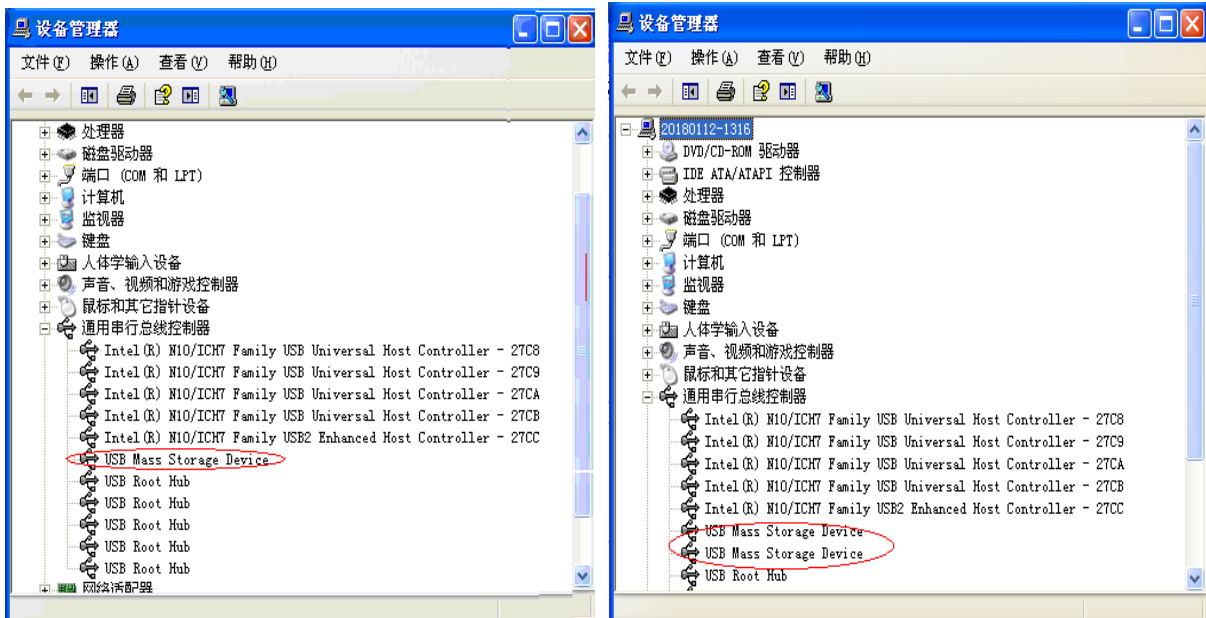 设备管理器
文件(F) 操作(A) 查看(V) 帮助(H)
处理器
磁盘驱动器
端口 (COM 和 LPT)
计算机
监视器
键盘
人体学输入设备
声音、视频和游戏控制器
鼠标和其它指针设备
通用串行总线控制器
Intel(R) N10/ICH7 Family USB Universal Host Controller - 27C8
Intel(R) N10/ICH7 Family USB Universal Host Controller - 27C9
Intel(R) N10/ICH7 Family USB Universal Host Controller - 27CA
Intel(R) N10/ICH7 Family USB Universal Host Controller - 27CB
Intel(R) N10/ICH7 Family USB2 Enhanced Host Controller - 27CC
USB Mass Storage Device
USB Root Hub
USB Root Hub
USB Root Hub
USB Root Hub
USB Root Hub
网络适配器
设备管理器
文件(F) 操作(A) 查看(V) 帮助(H)
20180112-1316
DVD/CD-ROM 驱动器
IDE ATA/ATAPI 控制器
处理器
磁盘驱动器
端口 (COM 和 LPT)
计算机
监视器
键盘
人体学输入设备
声音、视频和游戏控制器
鼠标和其它指针设备
通用串行总线控制器
Intel(R) N10/ICH7 Family USB Universal Host Controller - 27C8
Intel(R) N10/ICH7 Family USB Universal Host Controller - 27C9
Intel(R) N10/ICH7 Family USB Universal Host Controller - 27CA
Intel(R) N10/ICH7 Family USB Universal Host Controller - 27CB
Intel(R) N10/ICH7 Family USB2 Enhanced Host Controller - 27CC
USB Mass Storage Device
USB Mass Storage Device
USB Root Hub